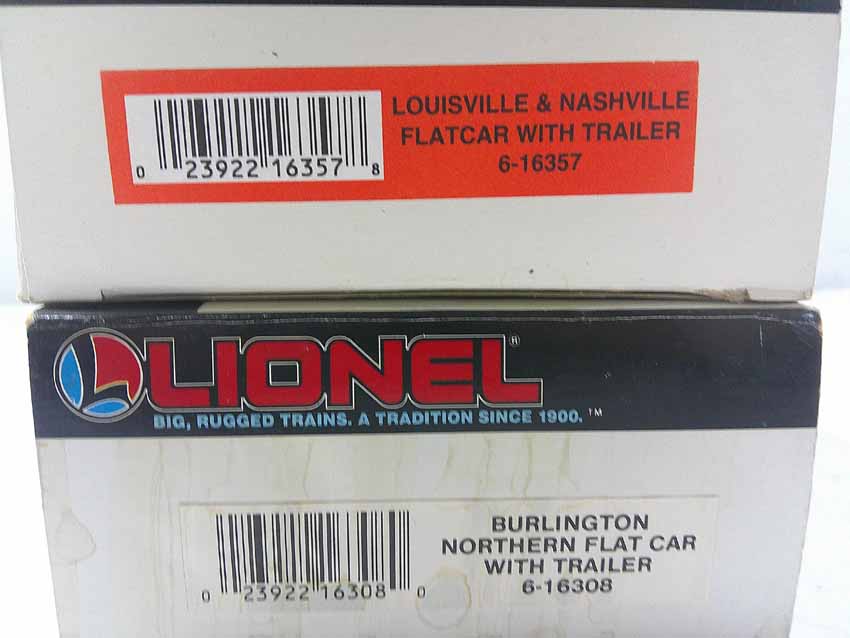 LOUISVILLE & NASHVILLE
FLATCAR WITH TRAILER
6-16357
0 23922 16357 8
LIONEL®
BIG, RUGGED TRAINS. A TRADITION SINCE 1900.™
BURLINGTON
NORTHERN FLAT CAR
WITH TRAILER
6-16308
0 23922 16308 0